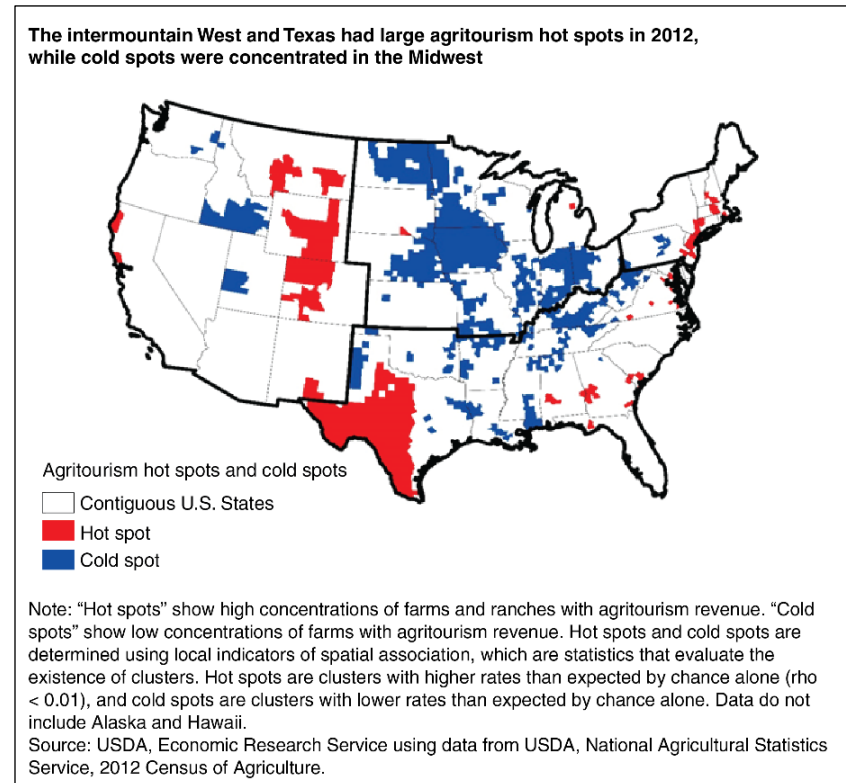 The intermountain West and Texas had large agritourism hot spots in 2012,
while cold spots were concentrated in the Midwest
Agritourism hot spots and cold spots
Contiguous U.S. States
Hot spot
Cold spot
Note: “Hot spots” show high concentrations of farms and ranches with agritourism revenue. “Cold
spots” show low concentrations of farms with agritourism revenue. Hot spots and cold spots are
determined using local indicators of spatial association, which are statistics that evaluate the
existence of clusters. Hot spots are clusters with higher rates than expected by chance alone (rho
< 0.01), and cold spots are clusters with lower rates than expected by chance alone. Data do not
include Alaska and Hawaii.
Source: USDA, Economic Research Service using data from USDA, National Agricultural Statistics
Service, 2012 Census of Agriculture.